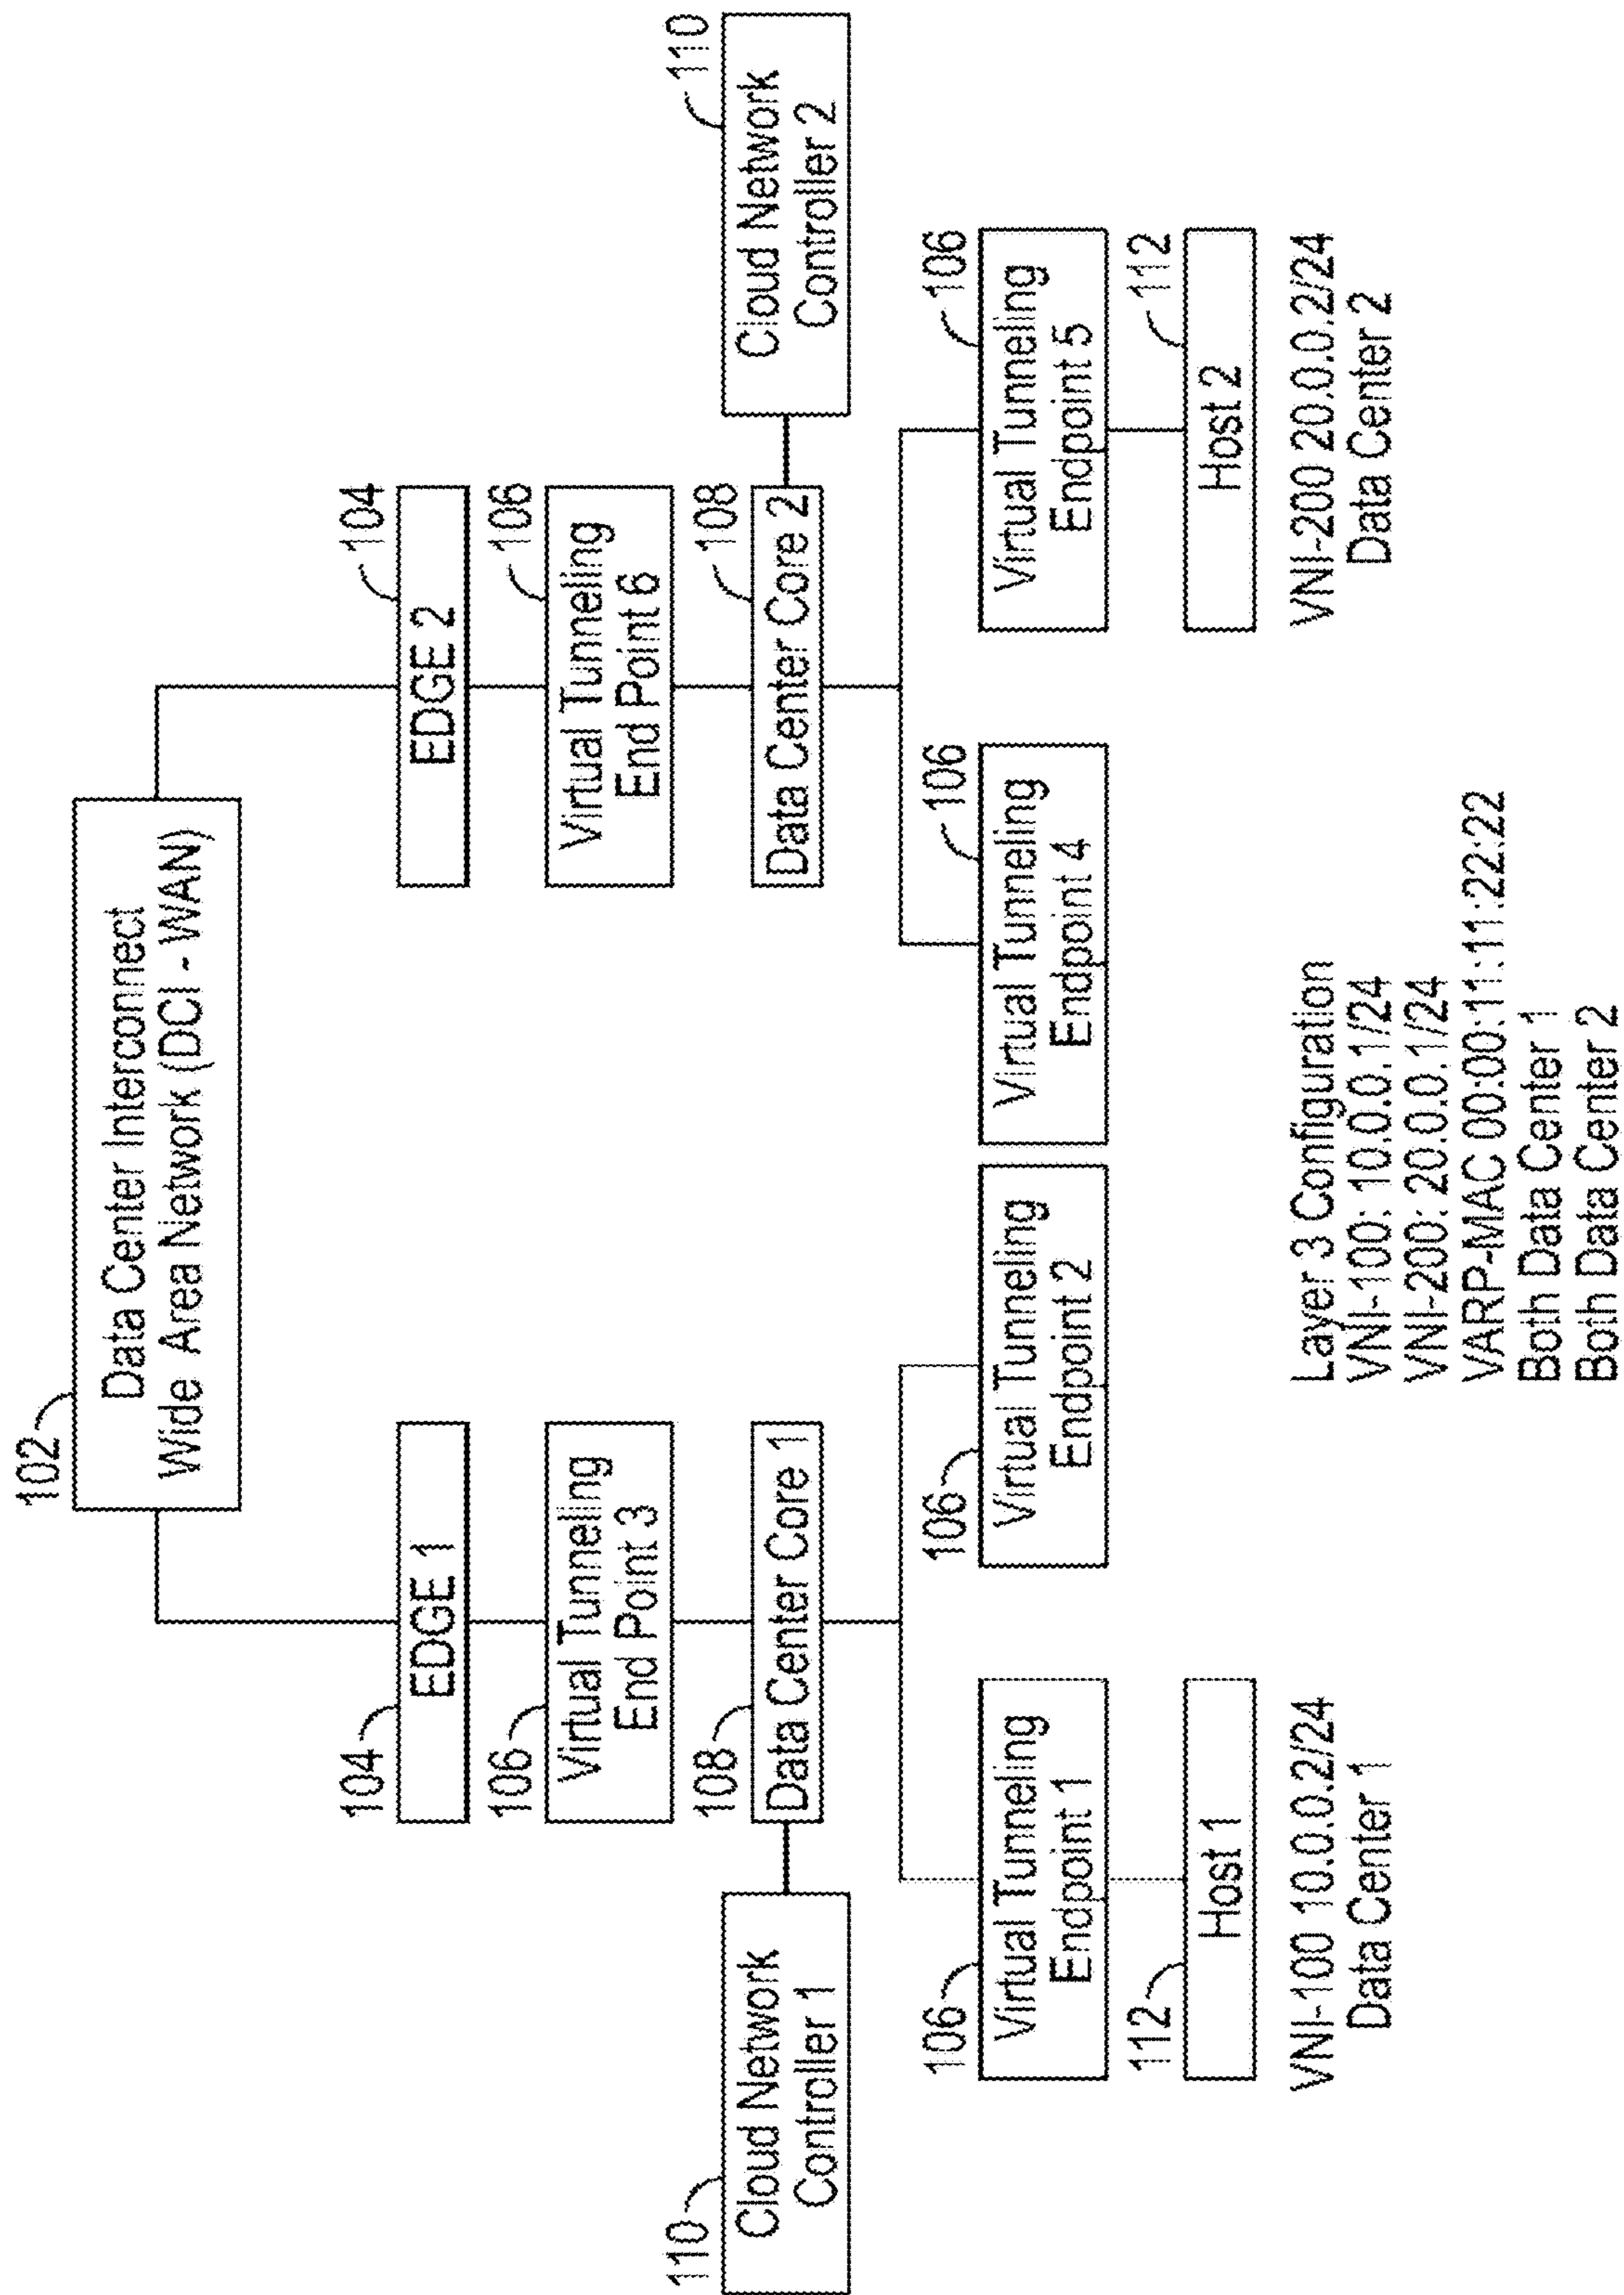 102
Data Center Interconnect
Wide Area Network (DCI - WAN)
104
EDGE 1
104
EDGE 2
106
Virtual Tunneling
End Point 3
106
Virtual Tunneling
End Point 6
110
Cloud Network
Controller 1
108
Data Center Core 1
108
Data Center Core 2
110
Cloud Network
Controller 2
106
Virtual Tunneling
Endpoint 1
106
Virtual Tunneling
Endpoint 2
106
Virtual Tunneling
Endpoint 4
106
Virtual Tunneling
Endpoint 5
112
Host 1
112
Host 2
VNI-100 10.0.0.2/24
Data Center 1
Layer 3 Configuration
VNI-100: 10.0.0.1/24
VNI-200: 20.0.0.1/24
VARP-MAC 00:00:11:11:22:22
Both Data Center 1
Both Data Center 2
VNI-200 20.0.0.2/24
Data Center 2